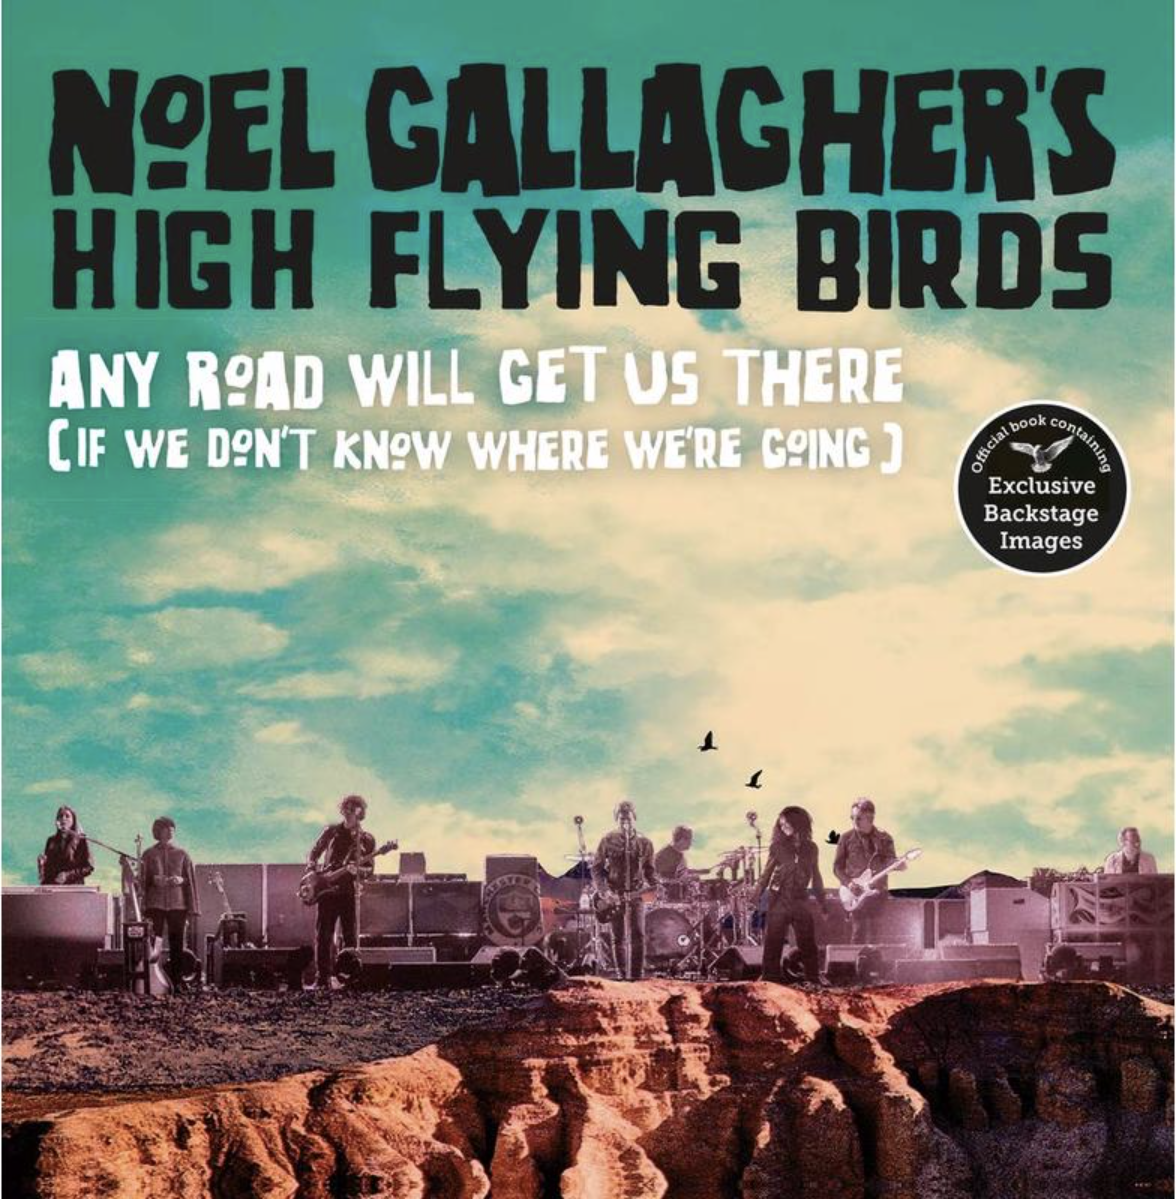 NOEL GALLAGHER'S
HIGH FLYING BIRDS
ANY ROAD WILL GET US THERE
(IF WE DON'T KNOW WHERE WE'RE GOING)
Official book containing
Exclusive
Backstage
Images